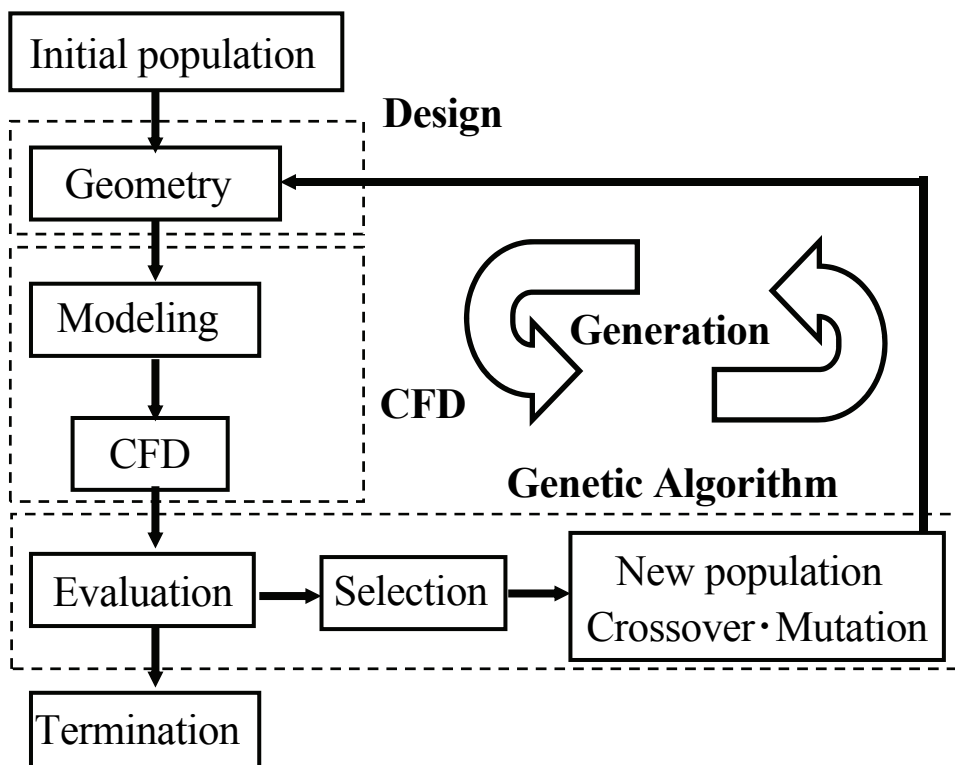 Initial population
Design
Geometry
Modeling
Generation
CFD
CFD
Genetic Algorithm
Evaluation
Selection
New population
Crossover･Mutation
Termination